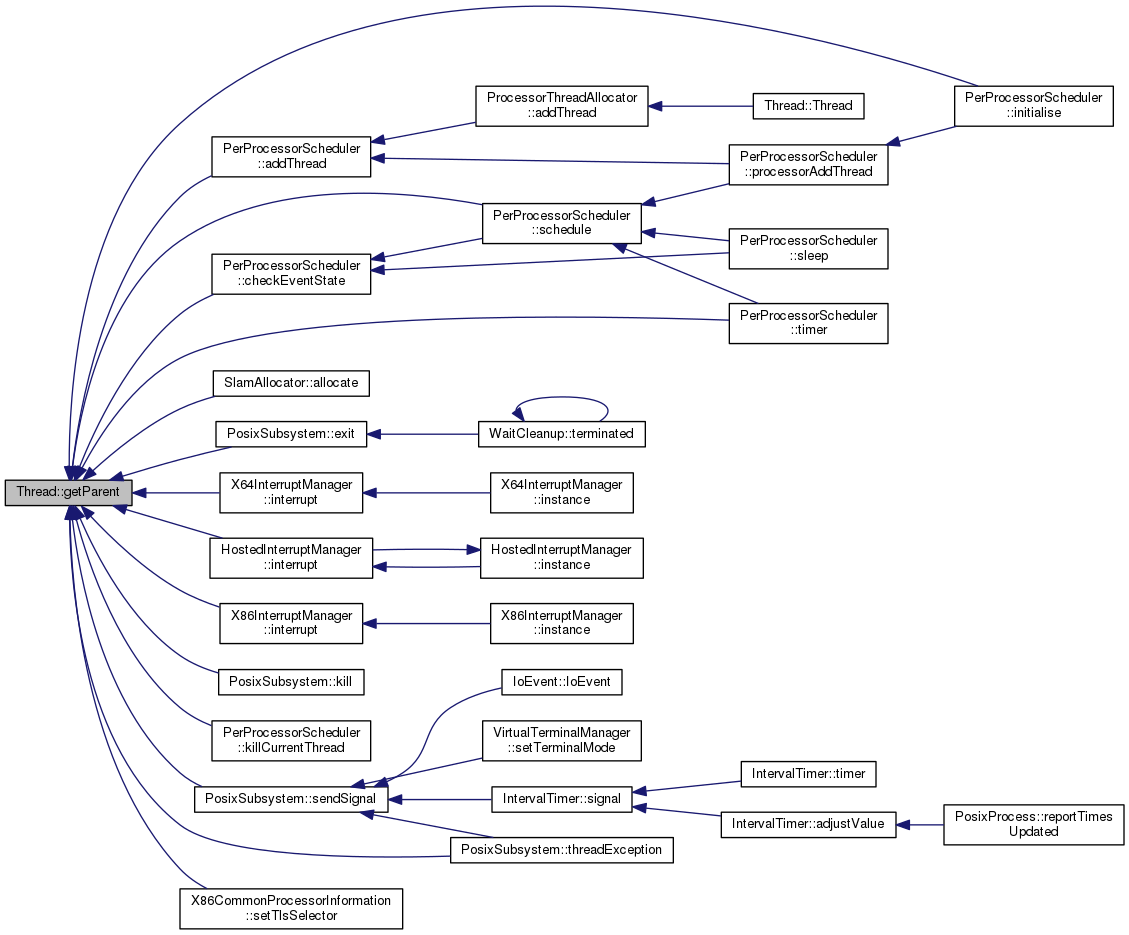 Thread::getParent
PerProcessorScheduler
::addThread
ProcessorThreadAllocator
::addThread
Thread::Thread
PerProcessorScheduler
::initialise
PerProcessorScheduler
::processorAddThread
PerProcessorScheduler
::schedule
PerProcessorScheduler
::sleep
PerProcessorScheduler
::checkEventState
PerProcessorScheduler
::timer
SlamAllocator::allocate
PosixSubsystem::exit
WaitCleanup::terminated
X64InterruptManager
::interrupt
X64InterruptManager
::instance
HostedInterruptManager
::interrupt
HostedInterruptManager
::instance
X86InterruptManager
::interrupt
X86InterruptManager
::instance
PosixSubsystem::kill
IoEvent::IoEvent
PerProcessorScheduler
::killCurrentThread
VirtualTerminalManager
::setTerminalMode
PosixSubsystem::sendSignal
IntervalTimer::signal
IntervalTimer::timer
IntervalTimer::adjustValue
PosixProcess::reportTimes
Updated
PosixSubsystem::threadException
X86CommonProcessorInformation
::setTlsSelector